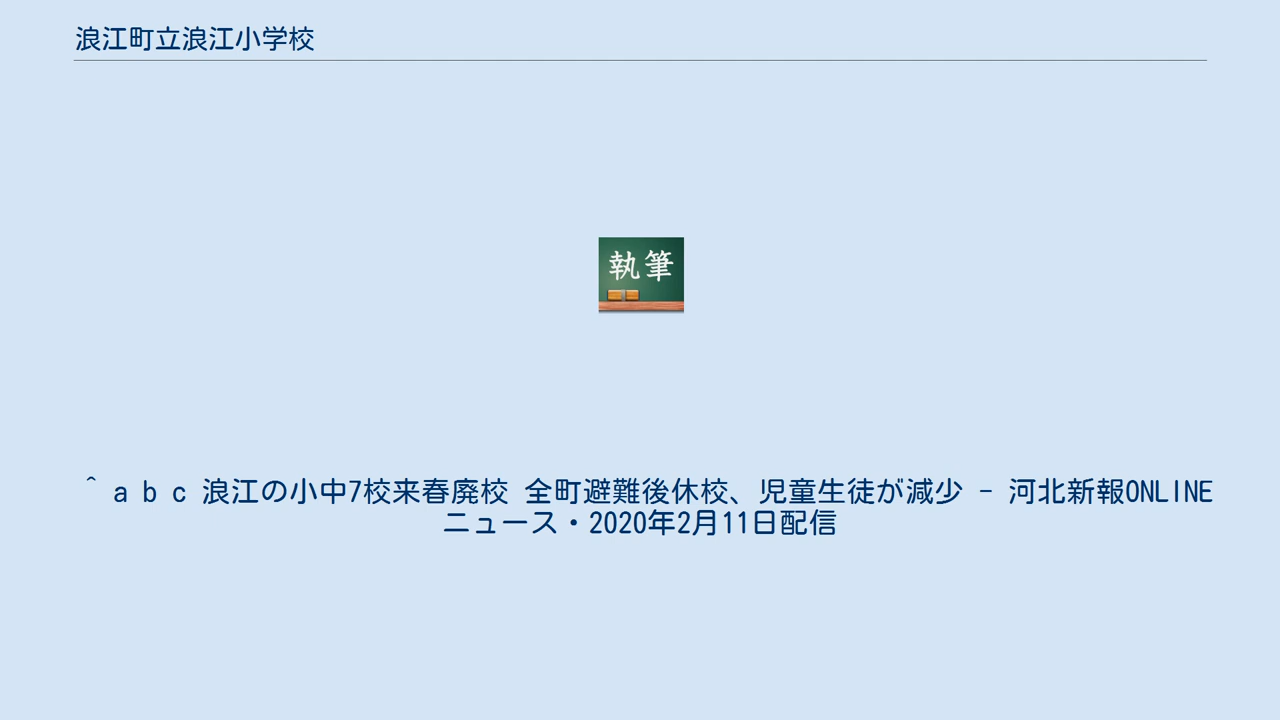 浪江町立浪江小学校
執筆
^ a b c 浪江の小中7校来春廃校 全町避難後休校、児童生徒が減少 - 河北新報ONLINE
ニュース・2020年2月11日配信